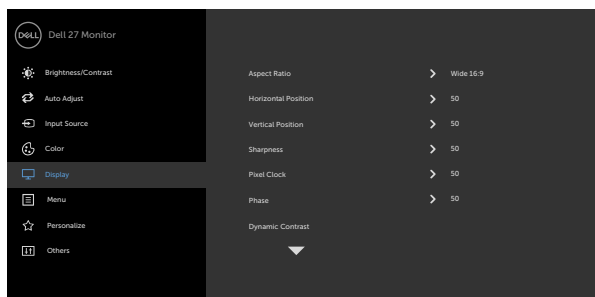 DELL Dell 27 Monitor
Brightness/Contrast
Auto Adjust
Input Source
Color
Display
Menu
Personalize
Others
Aspect Ratio Wide 16:9
Horizontal Position 50
Vertical Position 50
Sharpness 50
Pixel Clock 50
Phase 50
Dynamic Contrast